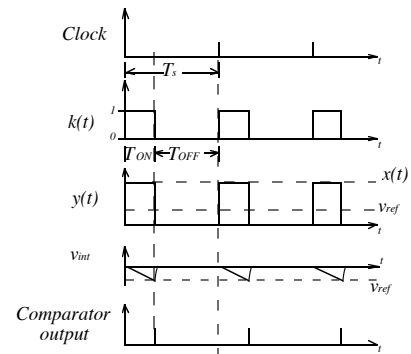 Clock
t
Ts
1
k(t)
0
t
TON TOFF
x(t)
y(t)
vref
t
vint
t
vref
Comparator
output
t